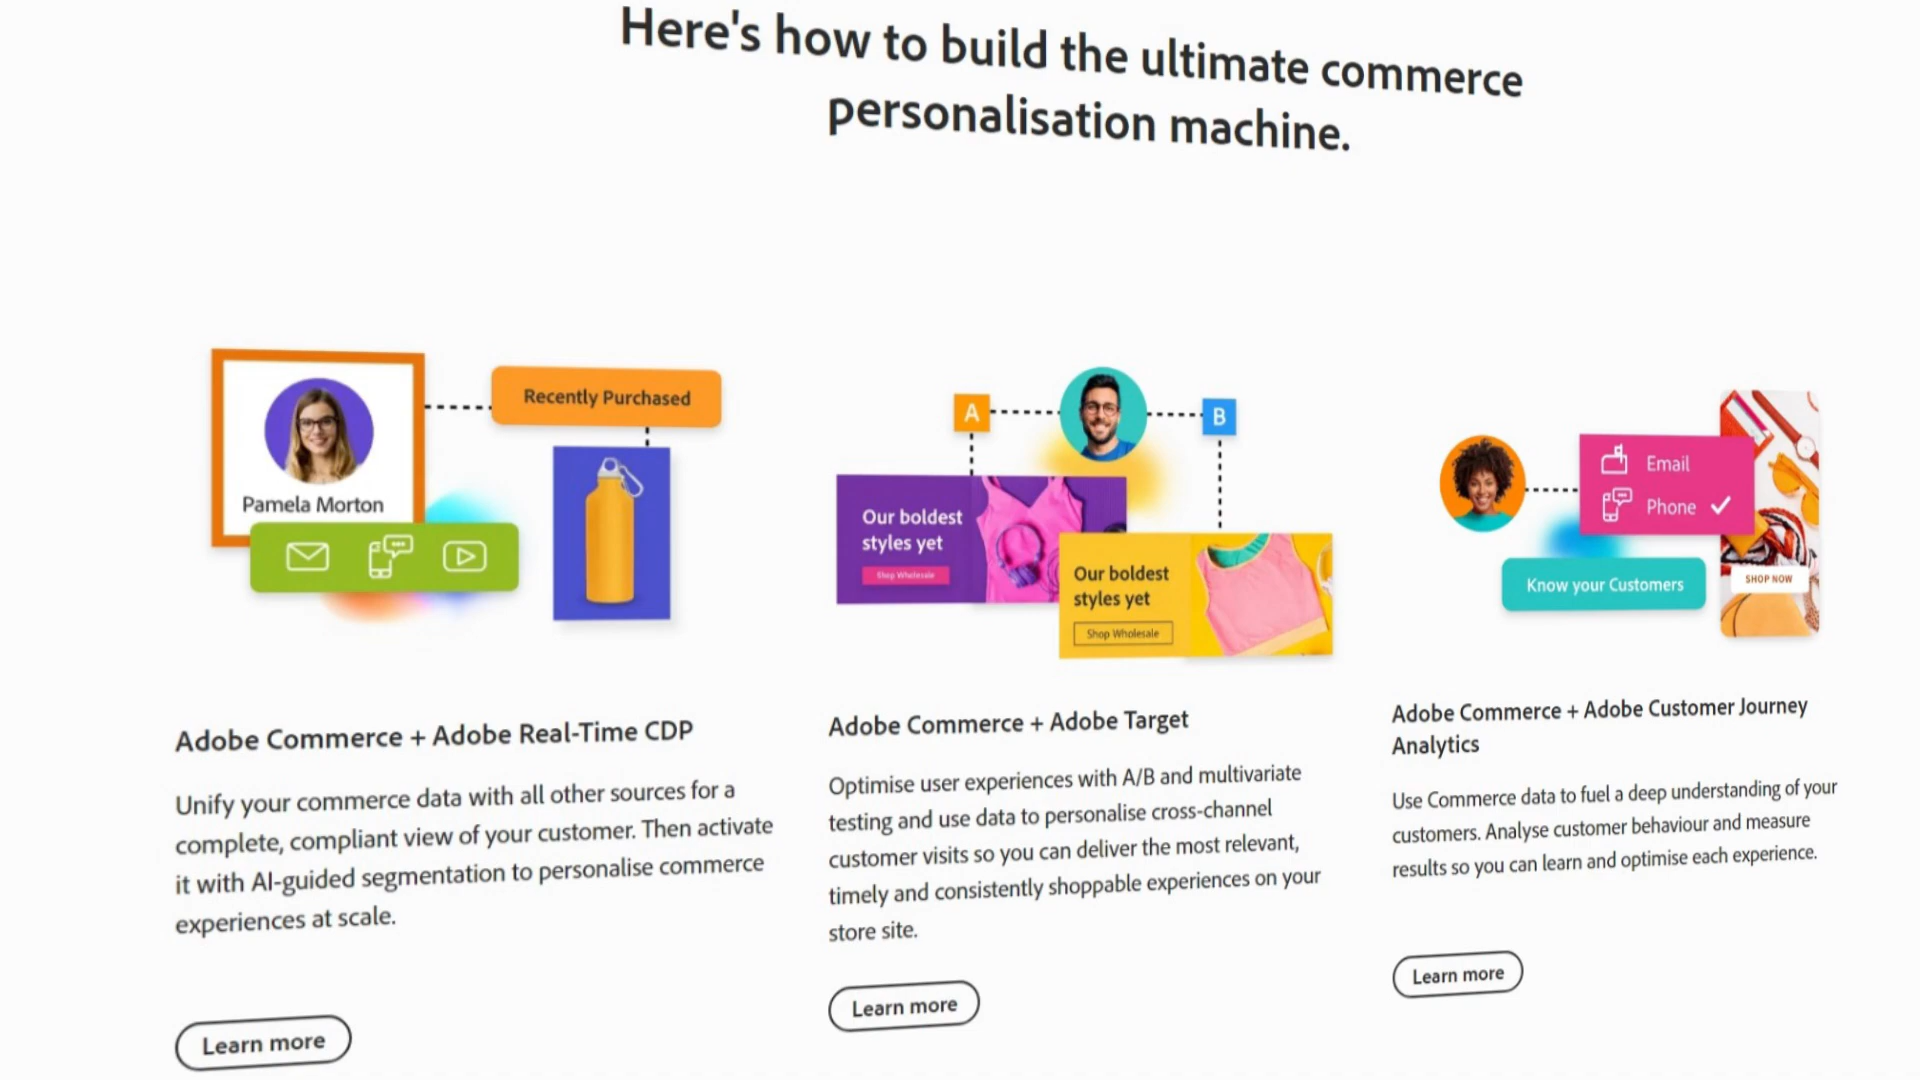 Here's how to build the ultimate commerce
personalisation machine.
Pamela Morton
Recently Purchased
A
B
Our boldest
styles yet
Shop Wholesale
Our boldest
styles yet
Shop Wholesale
Email
Phone
Know your Customers
SHOP NOW
Adobe Commerce + Adobe Real-Time CDP
Unify your commerce data with all other sources for a
complete, compliant view of your customer. Then activate
it with AI-guided segmentation to personalise commerce
experiences at scale.
Learn more
Adobe Commerce + Adobe Target
Optimise user experiences with A/B and multivariate
testing and use data to personalise cross-channel
customer visits so you can deliver the most relevant,
timely and consistently shoppable experiences on your
store site.
Learn more
Adobe Commerce + Adobe Customer Journey
Analytics
Use Commerce data to fuel a deep understanding of your
customers. Analyse customer behaviour and measure
results so you can learn and optimise each experience.
Learn more